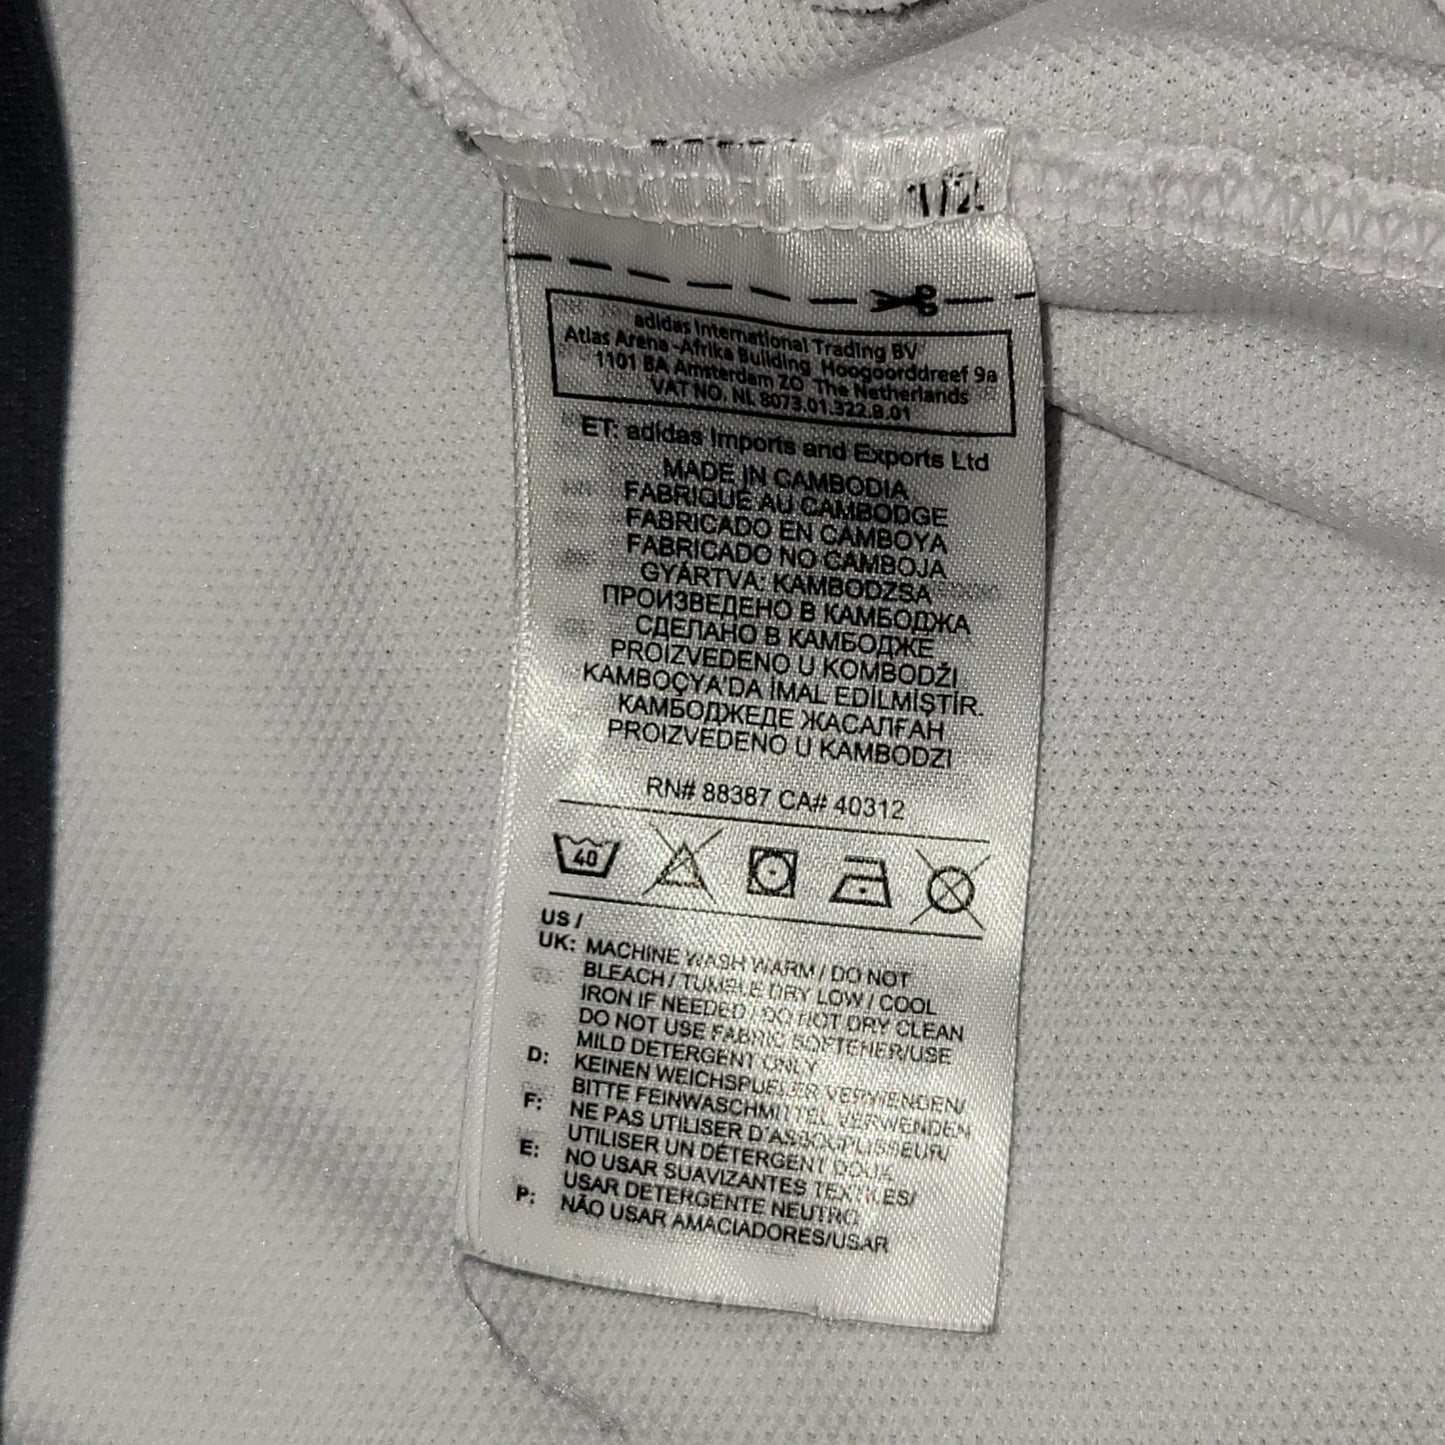 adidas International Trading BV
Atlas Arena -Afrika Building Hoogoorddreef 9a
1101 BA Amsterdam ZO The Netherlands
VAT NO. NL 8073.01.322.B.01
ET: adidas Imports and Exports Ltd
MADE IN CAMBODIA
FABRIQUÉ AU CAMBODGE
FABRICADO EN CAMBOYA
FABRICADO NO CAMBOJA
GYÁRTVA: KAMBODZSA
ПРОИЗВЕДЕНО В КАМБОДЖА
СДЕЛАНО В КАМБОДЖЕ
PROIZVEDENO U KOMBODŽI
KAMBOÇYA'DA İMAL EDİLMİŞTİR.
КАМБОДЖЕДЕ ЖАСАЛҒАН
PROIZVEDENO U KAMBODZI
RN# 88387 CA# 40312
40
US /
UK: MACHINE WASH WARM / DO NOT
BLEACH / TUMBLE DRY LOW / COOL
IRON IF NEEDED / DO NOT DRY CLEAN
DO NOT USE FABRIC SOFTENER/USE
MILD DETERGENT ONLY
D: KEINEN WEICHSPUELER VERWENDEN/
BITTE FEINWASCHMITTEL VERWENDEN
F: NE PAS UTILISER D'ASSOUPLISSEUR/
UTILISER UN DÉTERGENT DOUX
E: NO USAR SUAVIZANTES TEXTILES/
USAR DETERGENTE NEUTRO
P: NÃO USAR AMACIADORES/USAR